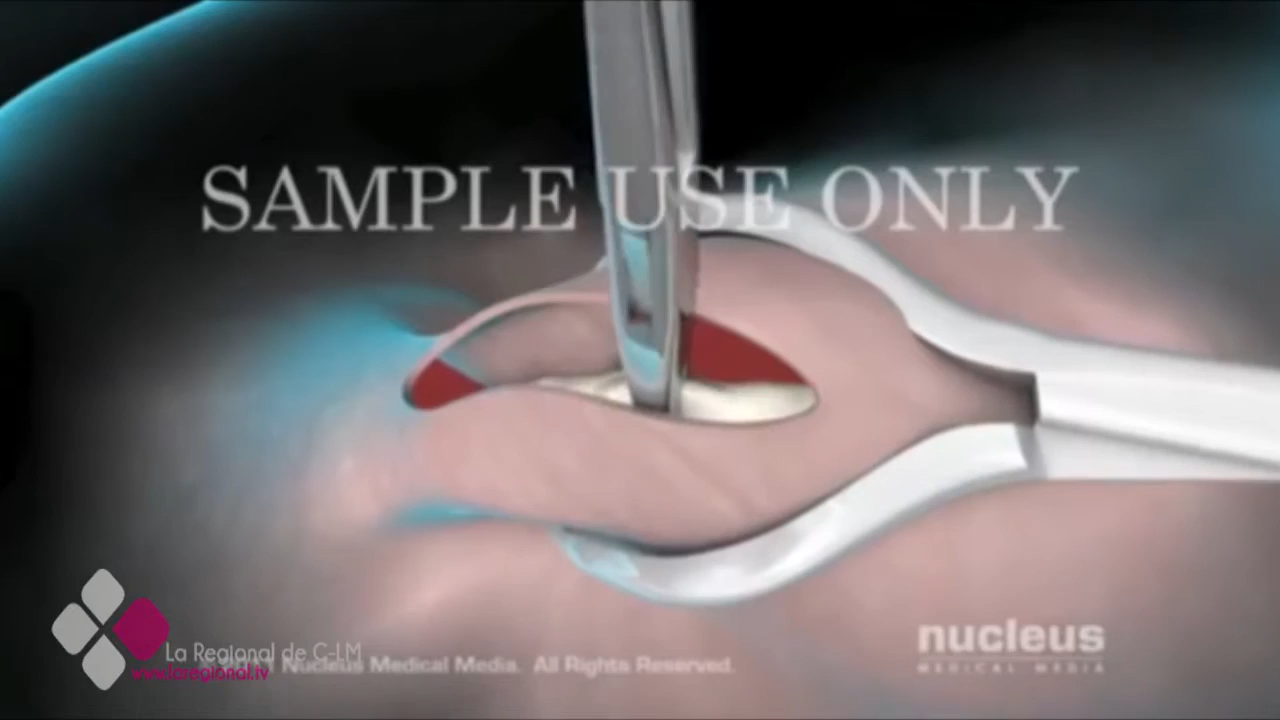 SAMPLE USE ONLY
nucleus
MEDICAL MEDIA
La Regional de C-LM
Nucleus Medical Media. All Rights Reserved.
www.laregional.tv